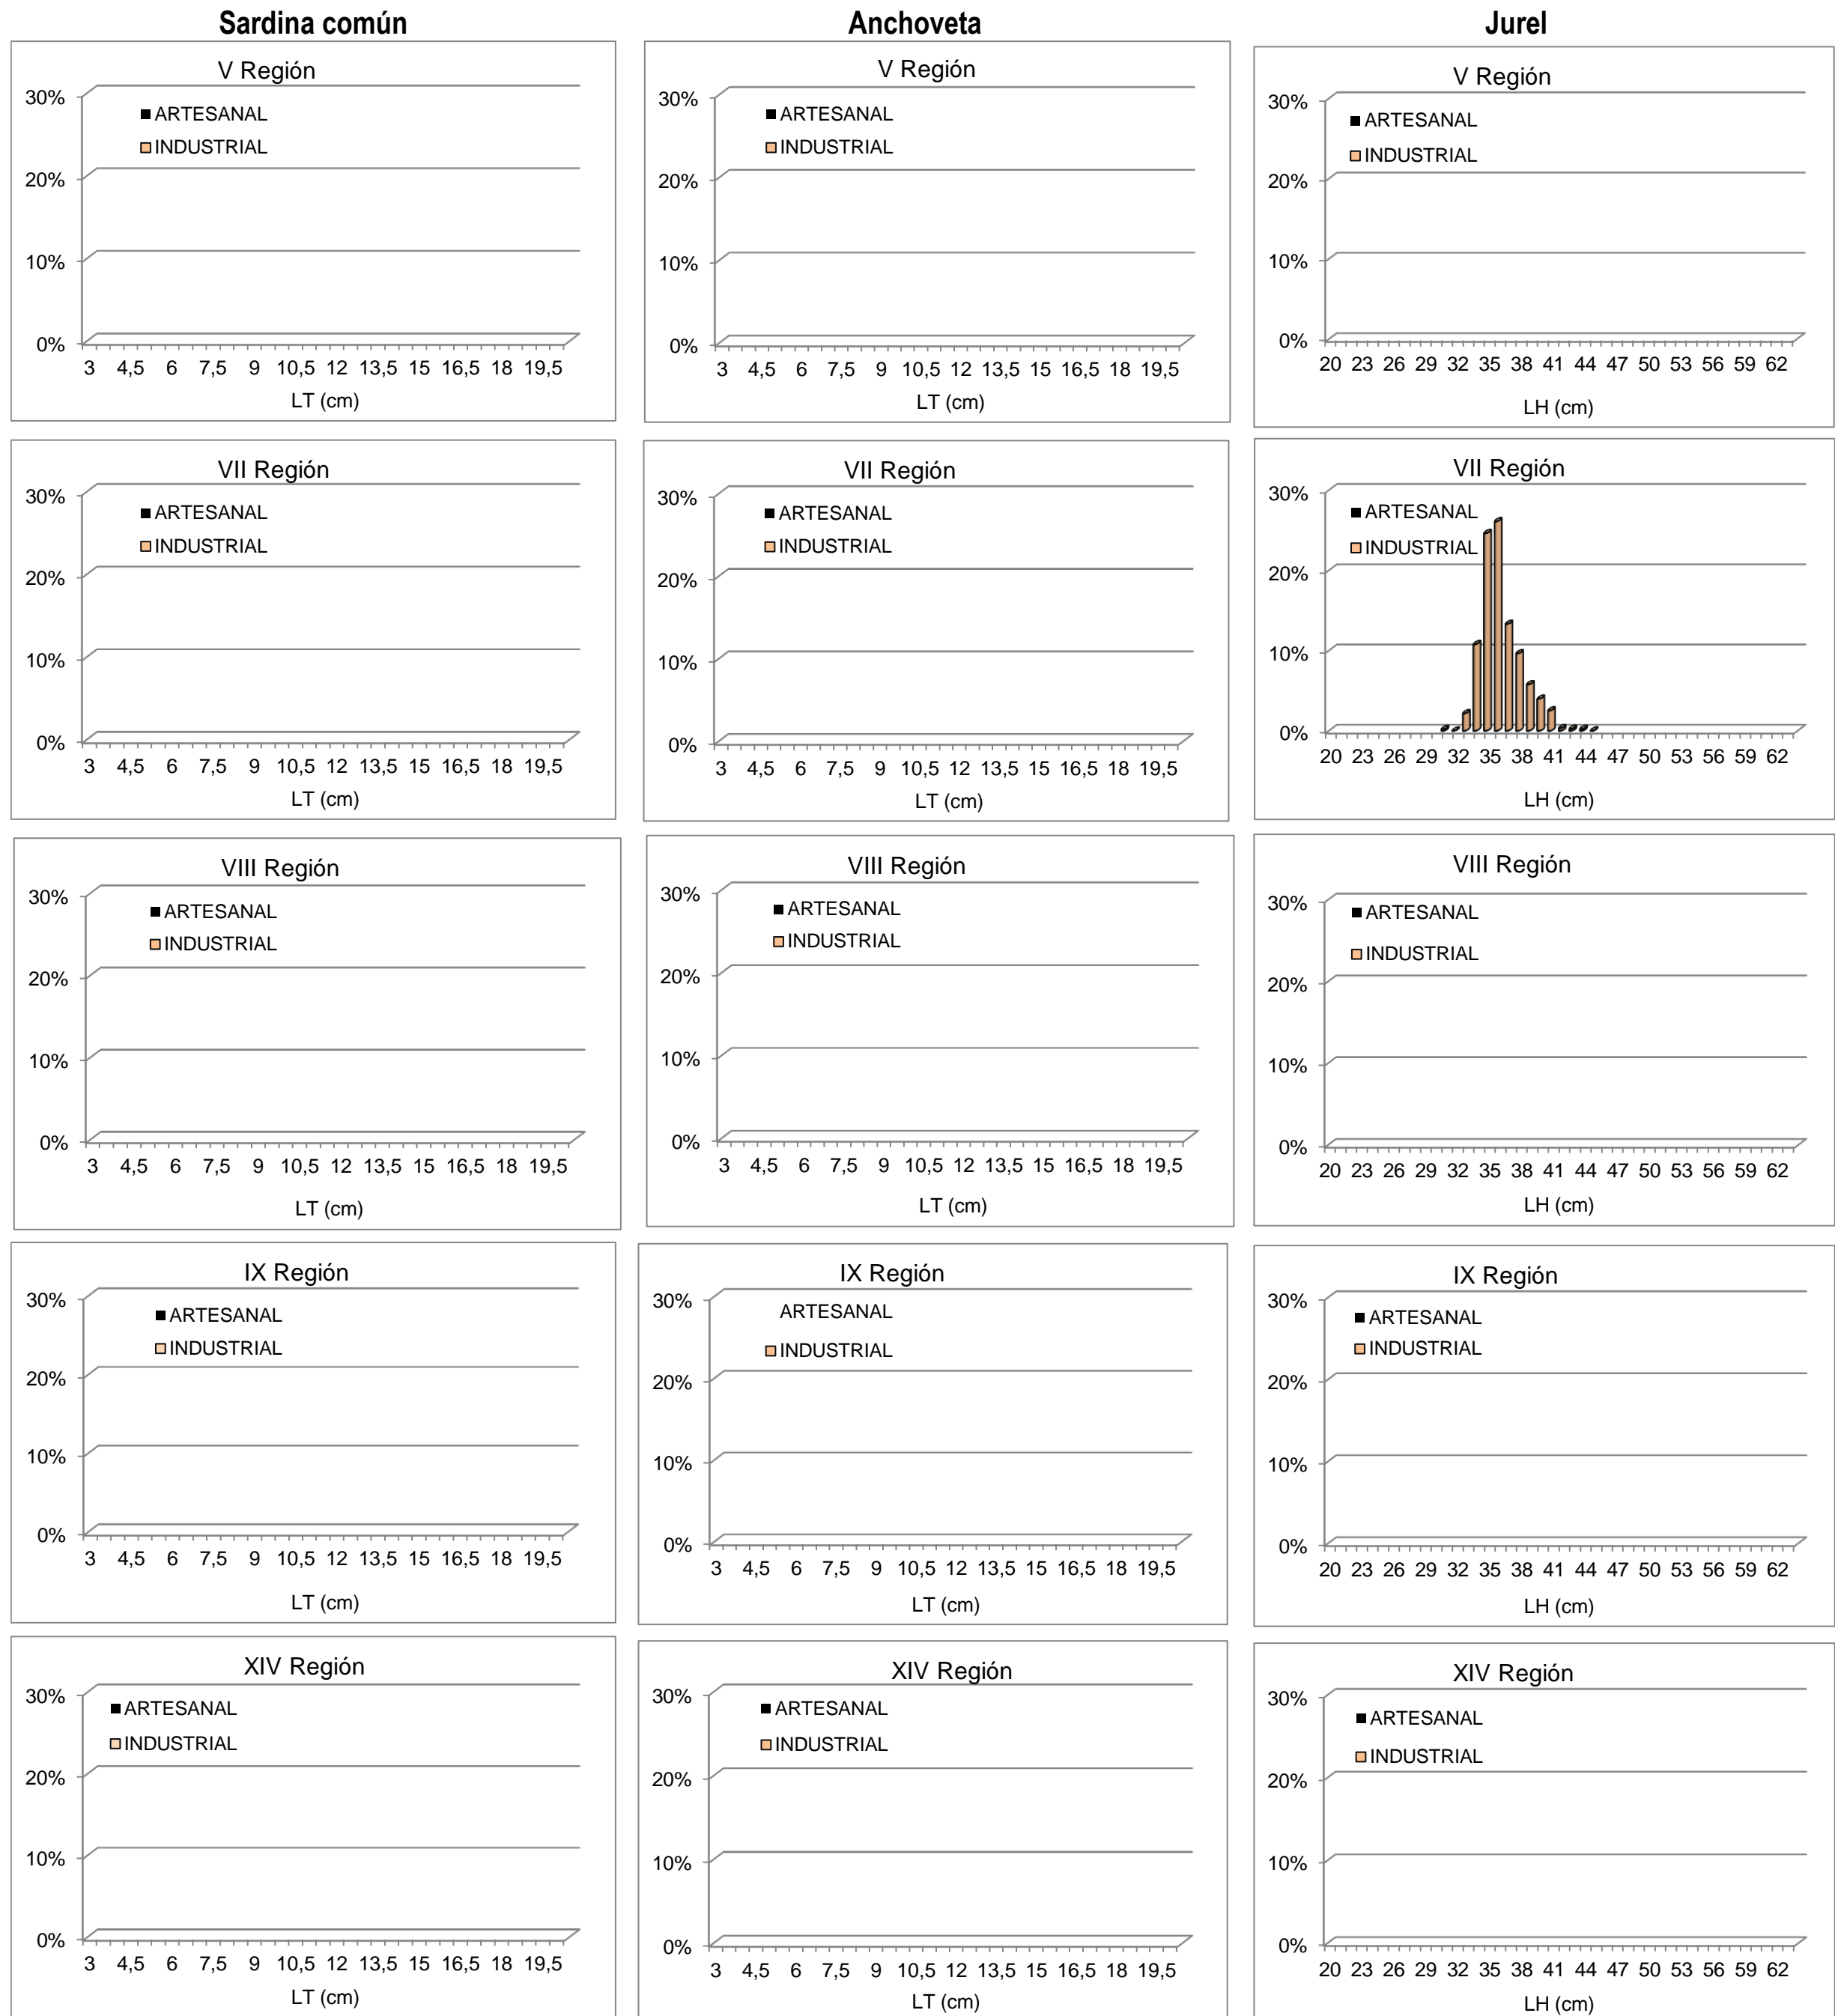 Sardina común
Anchoveta
Jurel
V Región
30%
ARTESANAL
INDUSTRIAL
20%
10%
0%
3 4,5 6 7,5 9 10,5 12 13,5 15 16,5 18 19,5
LT (cm)
V Región
30%
ARTESANAL
INDUSTRIAL
20%
10%
0%
3 4,5 6 7,5 9 10,5 12 13,5 15 16,5 18 19,5
LT (cm)
V Región
30%
ARTESANAL
INDUSTRIAL
20%
10%
0%
20 23 26 29 32 35 38 41 44 47 50 53 56 59 62
LH (cm)
VII Región
30%
ARTESANAL
INDUSTRIAL
20%
10%
0%
3 4,5 6 7,5 9 10,5 12 13,5 15 16,5 18 19,5
LT (cm)
VII Región
30%
ARTESANAL
INDUSTRIAL
20%
10%
0%
3 4,5 6 7,5 9 10,5 12 13,5 15 16,5 18 19,5
LT (cm)
VII Región
30%
ARTESANAL
INDUSTRIAL
20%
10%
0%
20 23 26 29 32 35 38 41 44 47 50 53 56 59 62
LH (cm)
VIII Región
30%
ARTESANAL
INDUSTRIAL
20%
10%
0%
3 4,5 6 7,5 9 10,5 12 13,5 15 16,5 18 19,5
LT (cm)
VIII Región
30%
ARTESANAL
INDUSTRIAL
20%
10%
0%
3 4,5 6 7,5 9 10,5 12 13,5 15 16,5 18 19,5
LT (cm)
VIII Región
30%
ARTESANAL
INDUSTRIAL
20%
10%
0%
20 23 26 29 32 35 38 41 44 47 50 53 56 59 62
LH (cm)
IX Región
30%
ARTESANAL
INDUSTRIAL
20%
10%
0%
3 4,5 6 7,5 9 10,5 12 13,5 15 16,5 18 19,5
LT (cm)
IX Región
30%
ARTESANAL
INDUSTRIAL
20%
10%
0%
3 4,5 6 7,5 9 10,5 12 13,5 15 16,5 18 19,5
LT (cm)
IX Región
30%
ARTESANAL
INDUSTRIAL
20%
10%
0%
20 23 26 29 32 35 38 41 44 47 50 53 56 59 62
LH (cm)
XIV Región
30%
ARTESANAL
INDUSTRIAL
20%
10%
0%
3 4,5 6 7,5 9 10,5 12 13,5 15 16,5 18 19,5
LT (cm)
XIV Región
30%
ARTESANAL
INDUSTRIAL
20%
10%
0%
3 4,5 6 7,5 9 10,5 12 13,5 15 16,5 18 19,5
LT (cm)
XIV Región
30%
ARTESANAL
INDUSTRIAL
20%
10%
0%
20 23 26 29 32 35 38 41 44 47 50 53 56 59 62
LH (cm)